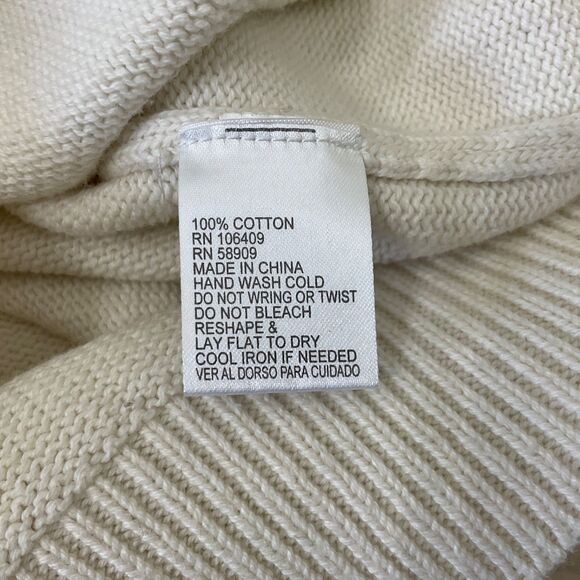 100% COTTON
RN 106409
RN 58909
MADE IN CHINA
HAND WASH COLD
DO NOT WRING OR TWIST
DO NOT BLEACH
RESHAPE &
LAY FLAT TO DRY
COOL IRON IF NEEDED
VER AL DORSO PARA CUIDADO